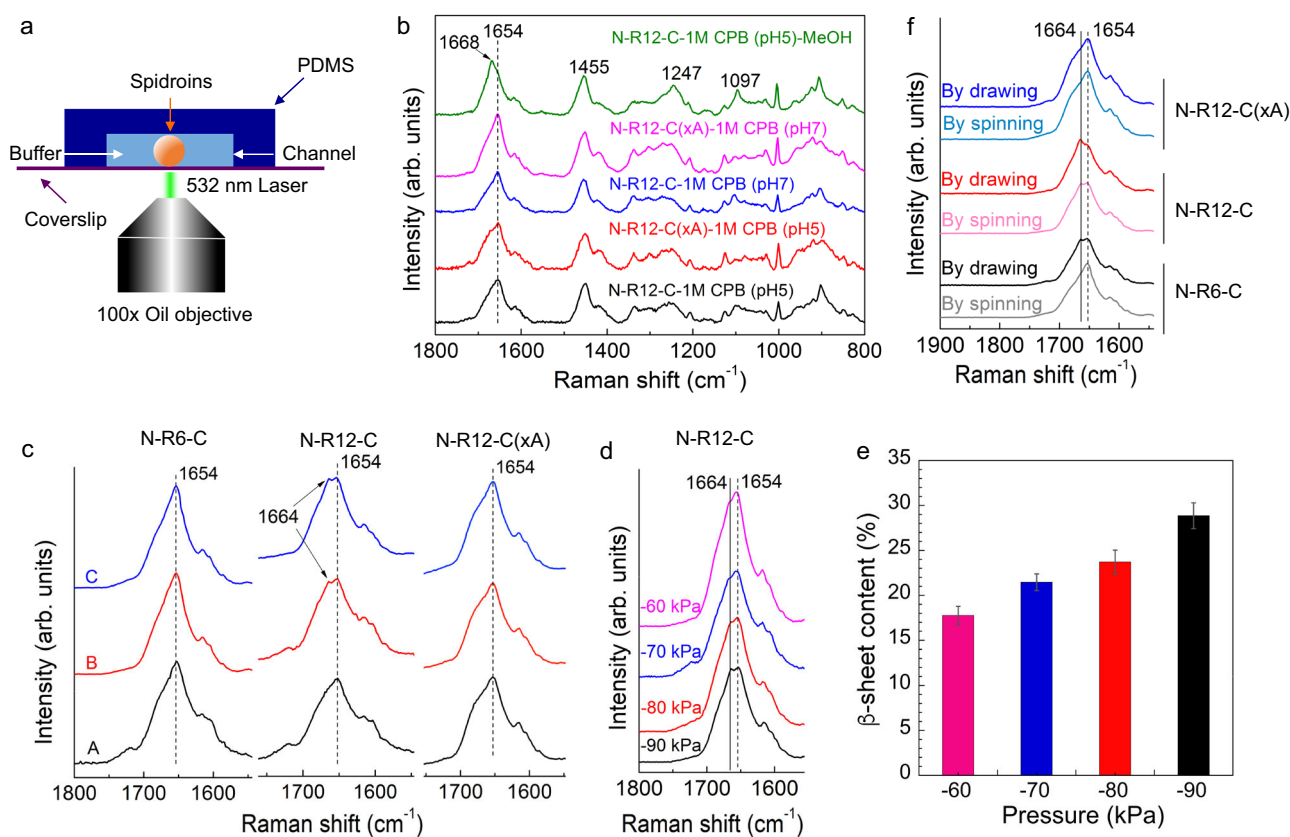 a
Spidroins
PDMS
Buffer
Channel
532 nm Laser
Coverslip
100x Oil objective
b
1654
1668
1455
1247
1097
N-R12-C-1M CPB (pH5)-MeOH
N-R12-C(xA)-1M CPB (pH7)
N-R12-C-1M CPB (pH7)
N-R12-C(xA)-1M CPB (pH5)
N-R12-C-1M CPB (pH5)
Intensity (arb. units)
1800 1600 1400 1200 1000 800
Raman shift (cm⁻¹)
f
1664 1654
By drawing
By spinning
N-R12-C(xA)
By drawing
By spinning
N-R12-C
By drawing
By spinning
N-R6-C
Intensity (arb. units)
1900 1800 1700 1600
Raman shift (cm⁻¹)
c
N-R6-C
N-R12-C
N-R12-C(xA)
1654
1654
1654
1664
C
B
A
Intensity (arb. units)
1800 1700 1600
1700 1600
1700 1600
Raman shift (cm⁻¹)
d
N-R12-C
1664 1654
-60 kPa
-70 kPa
-80 kPa
-90 kPa
Intensity (arb. units)
1800 1700 1600
Raman shift (cm⁻¹)
e
35
30
25
20
15
10
5
0
β-sheet content (%)
-60 -70 -80 -90
Pressure (kPa)